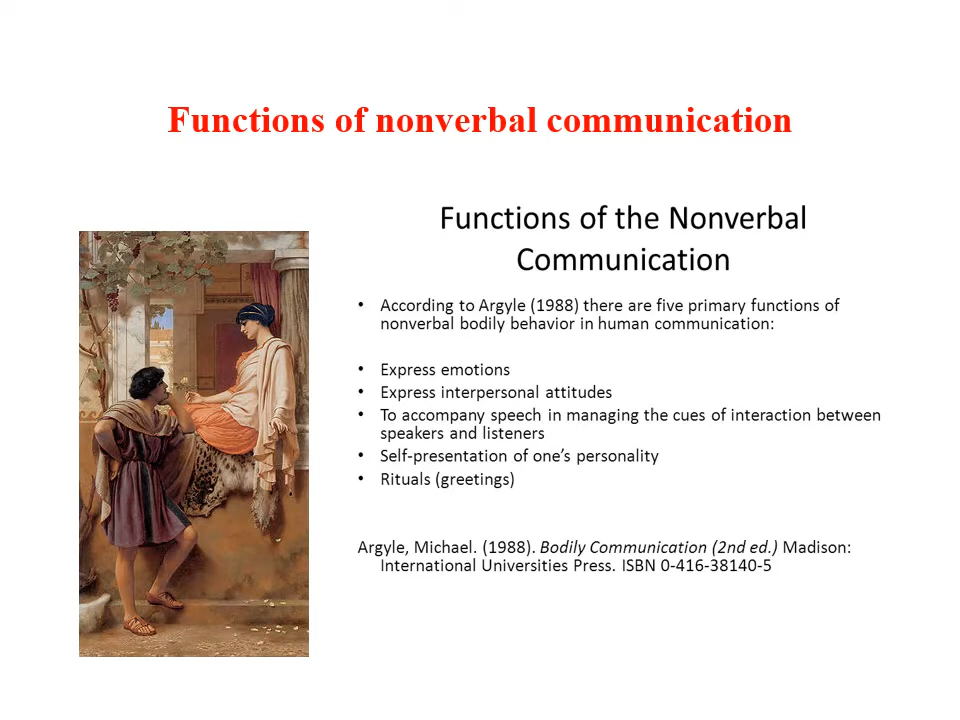 Functions of nonverbal communication
Functions of the Nonverbal
Communication
• According to Argyle (1988) there are five primary functions of
nonverbal bodily behavior in human communication:
• Express emotions
• Express interpersonal attitudes
• To accompany speech in managing the cues of interaction between
speakers and listeners
• Self-presentation of one’s personality
• Rituals (greetings)
Argyle, Michael. (1988). Bodily Communication (2nd ed.) Madison:
International Universities Press. ISBN 0-416-38140-5